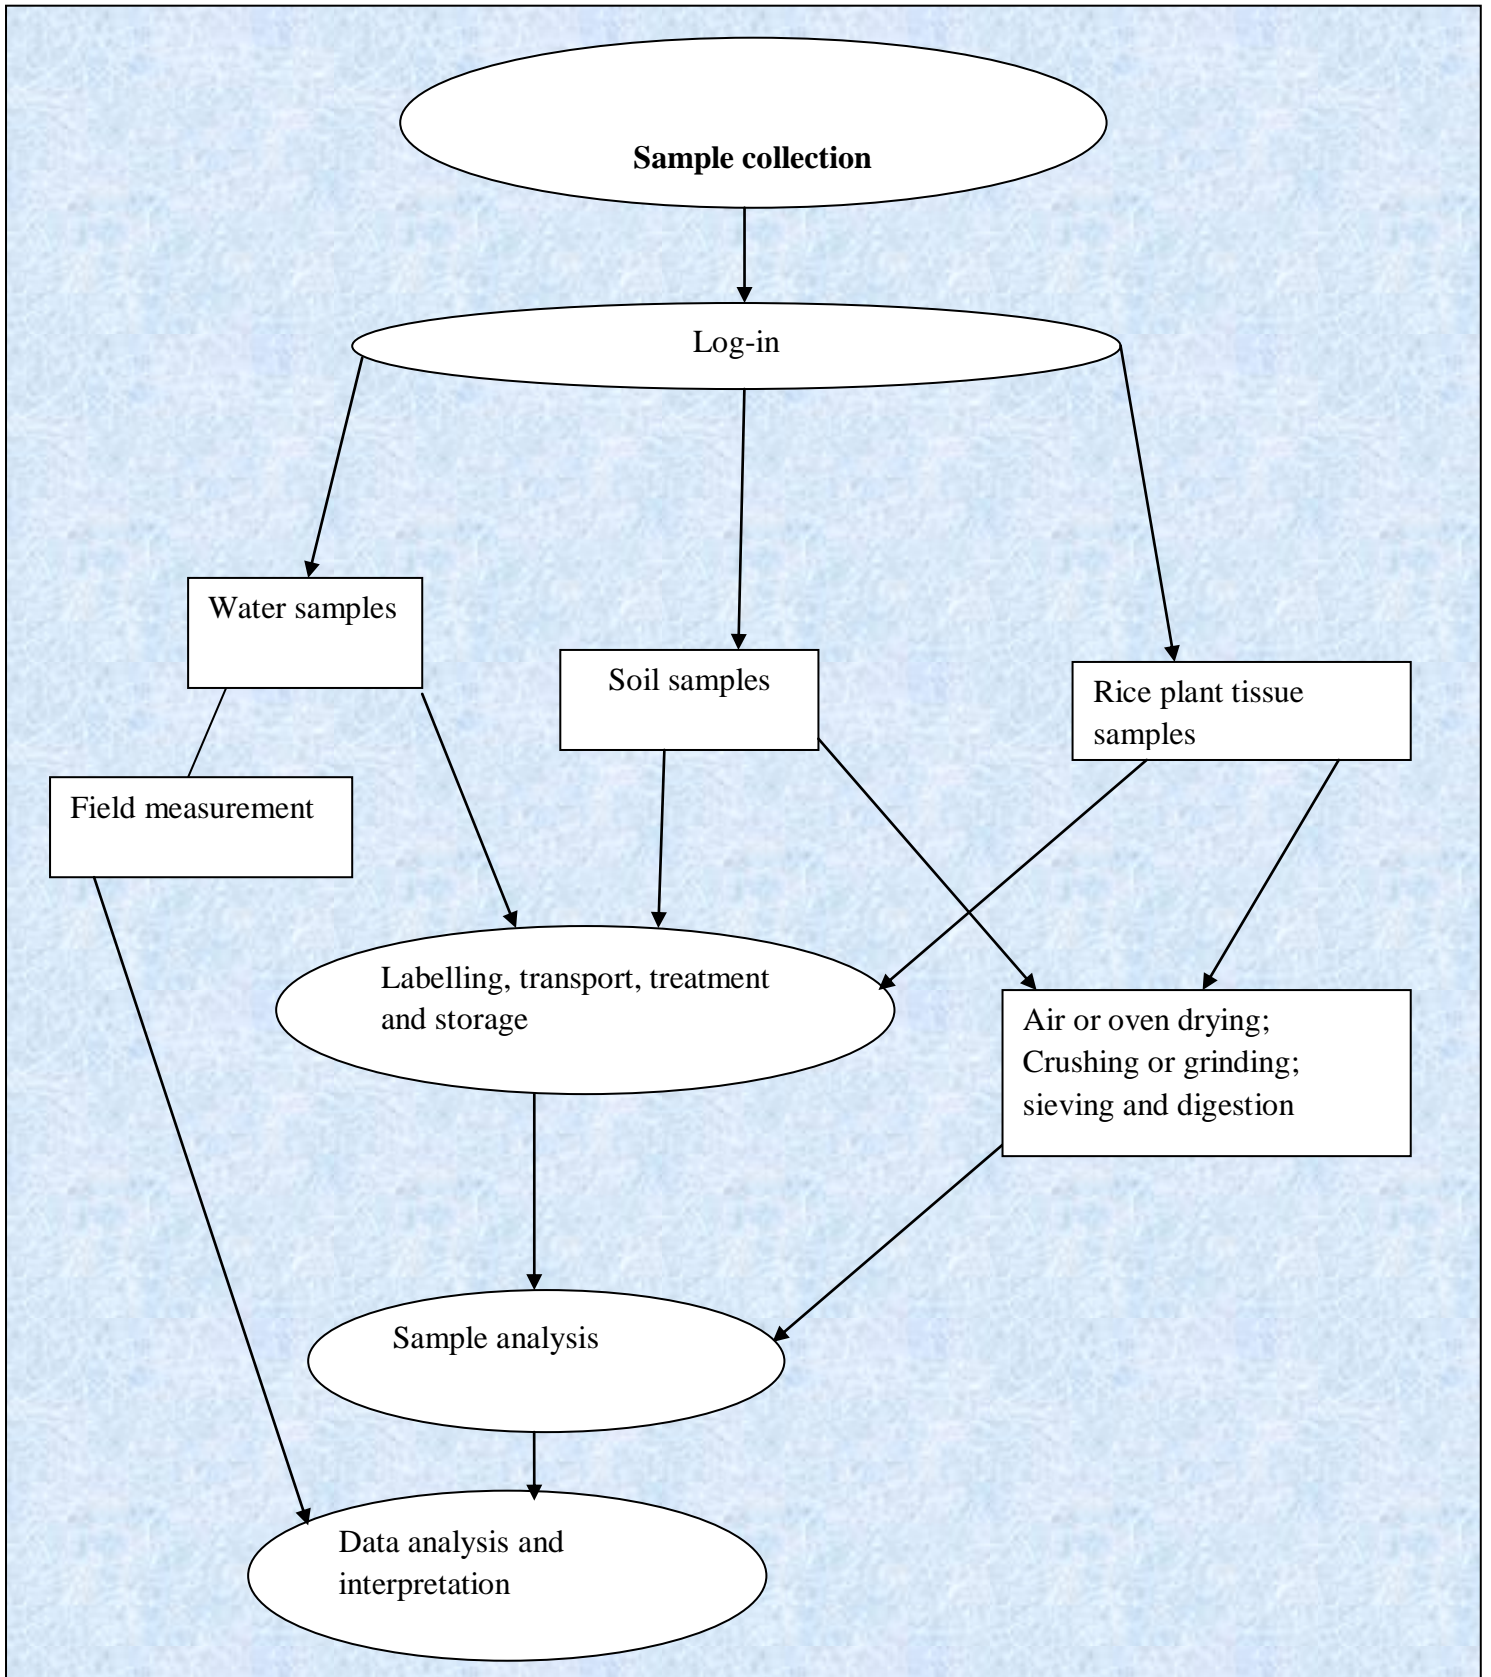 Sample collection
Log-in
Water samples
Soil samples
Rice plant tissue
samples
Field measurement
Labelling, transport, treatment
and storage
Air or oven drying;
Crushing or grinding;
sieving and digestion
Sample analysis
Data analysis and
interpretation